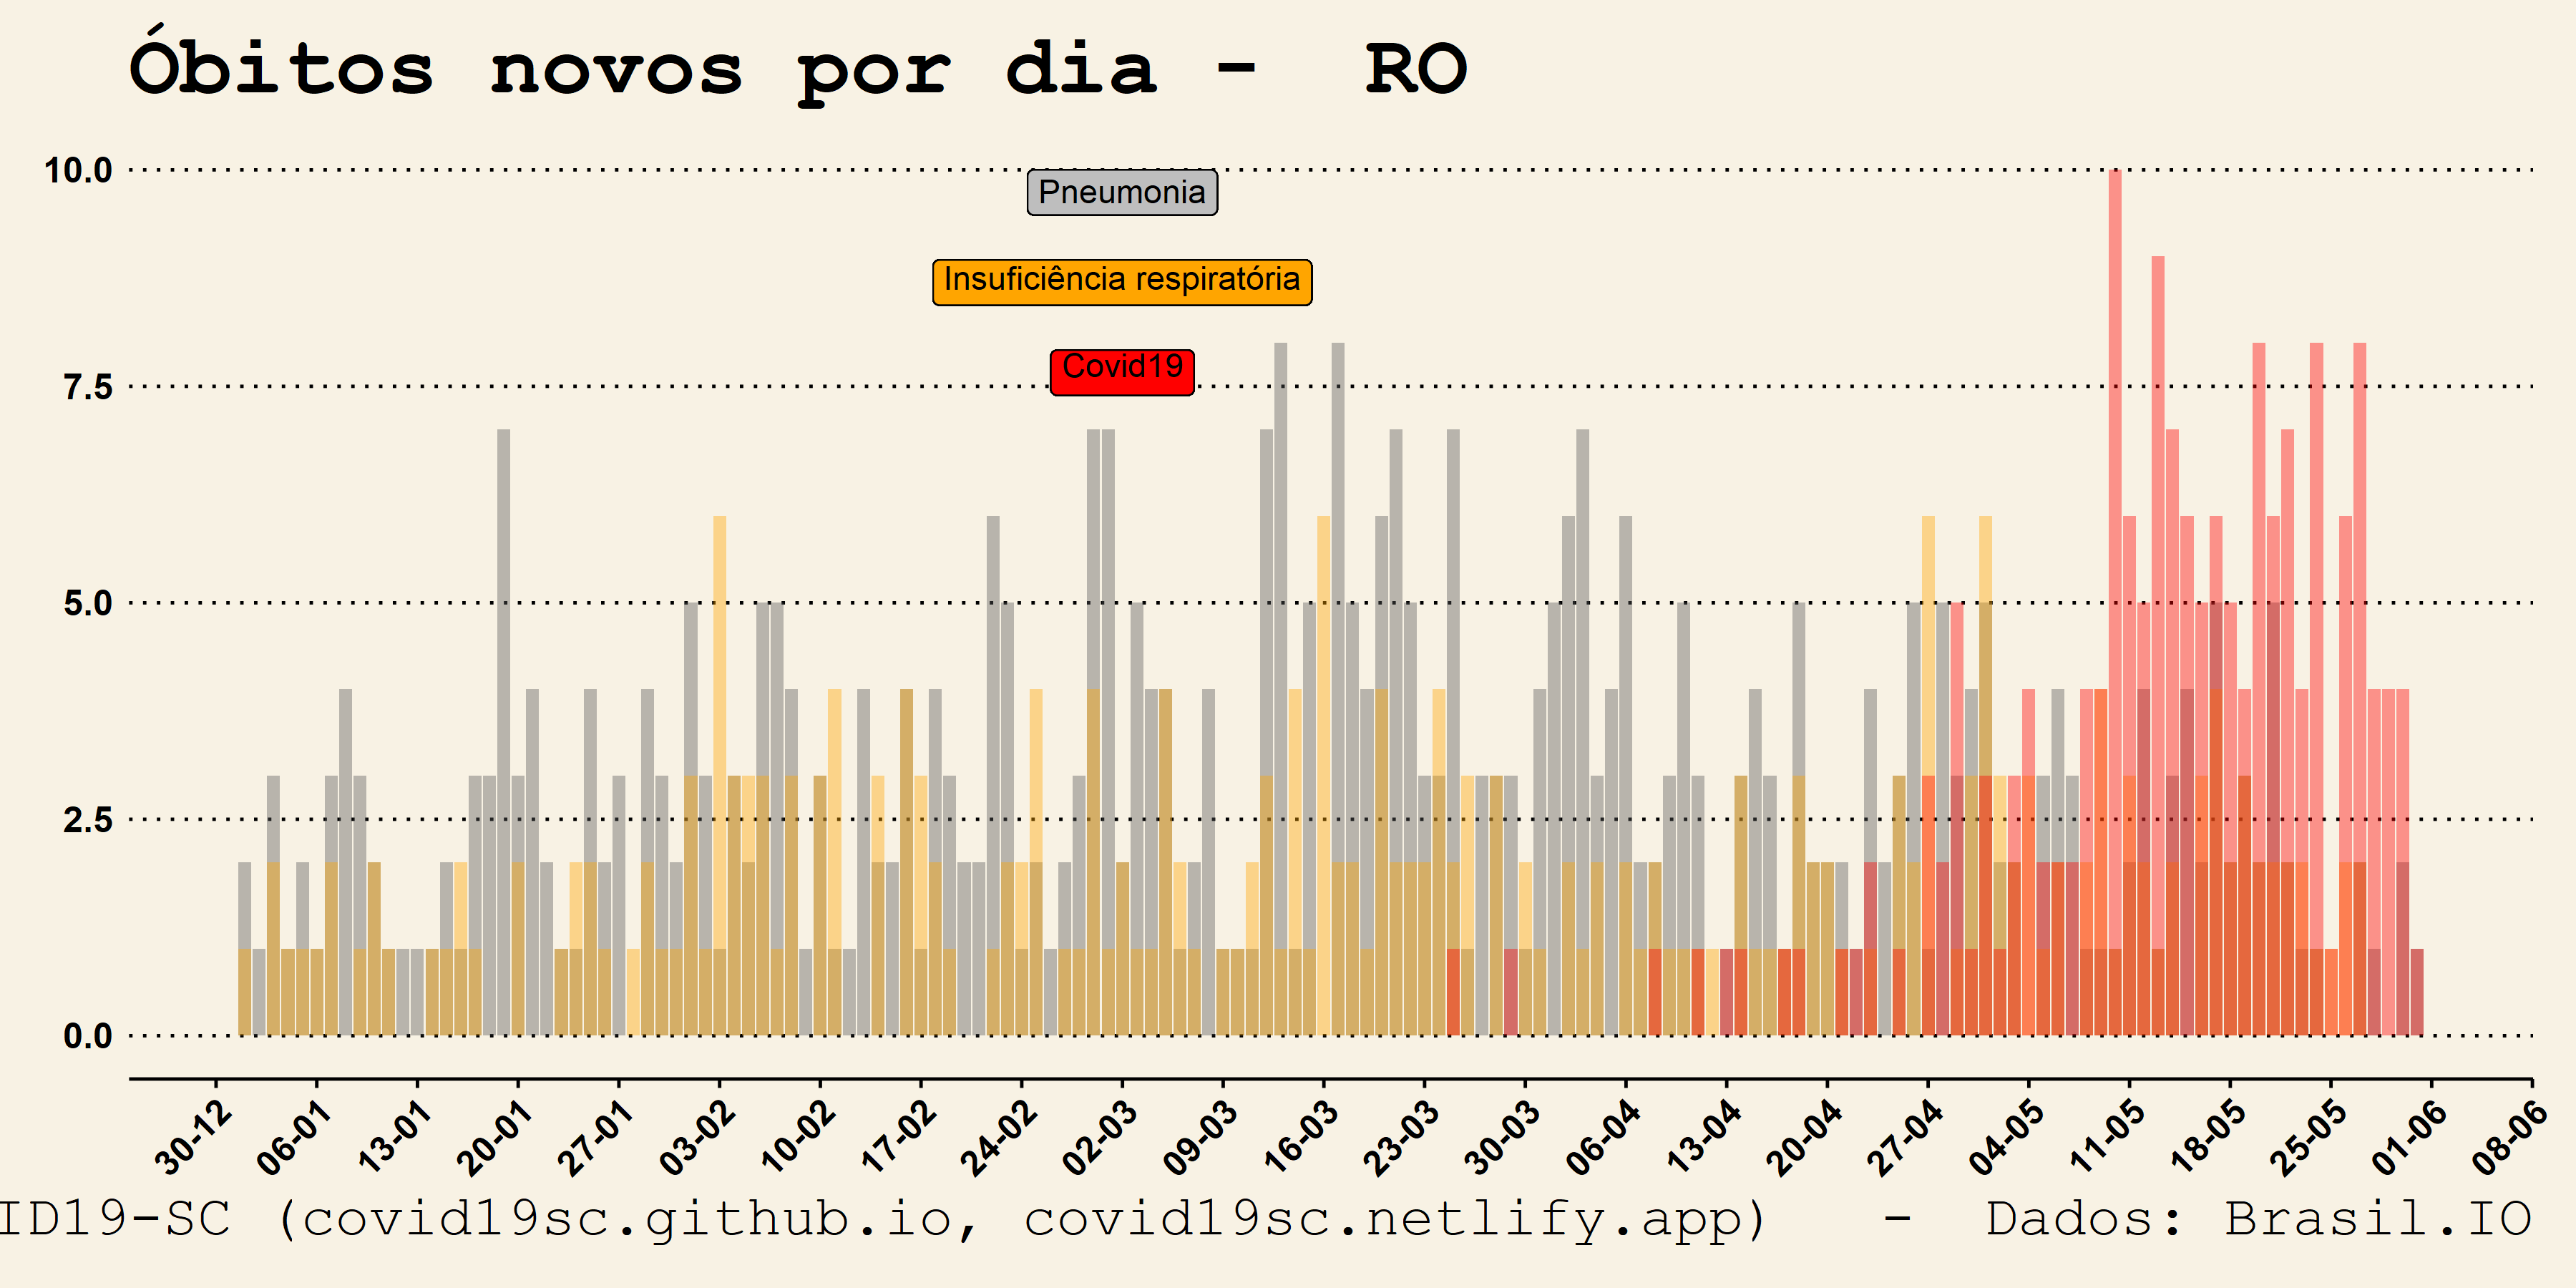 Óbitos novos por dia - RO
10.0
Pneumonia
Insuficiência respiratória
7.5
Covid19
5.0
2.5
0.0
30-12 06-01 13-01 20-01 27-01 03-02 10-02 17-02 24-02 02-03 09-03 16-03 23-03 30-03 06-04 13-04 20-04 27-04 04-05 11-05 18-05 25-05 01-06 08-06
ID19-SC (covid19sc.github.io, covid19sc.netlify.app) - Dados: Brasil.IO